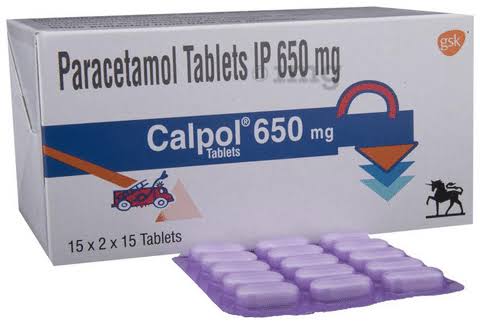 Paracetamol Tablets IP 650 mg
gsk
Calpol® 650 mg
Tablets
15 x 2 x 15 Tablets